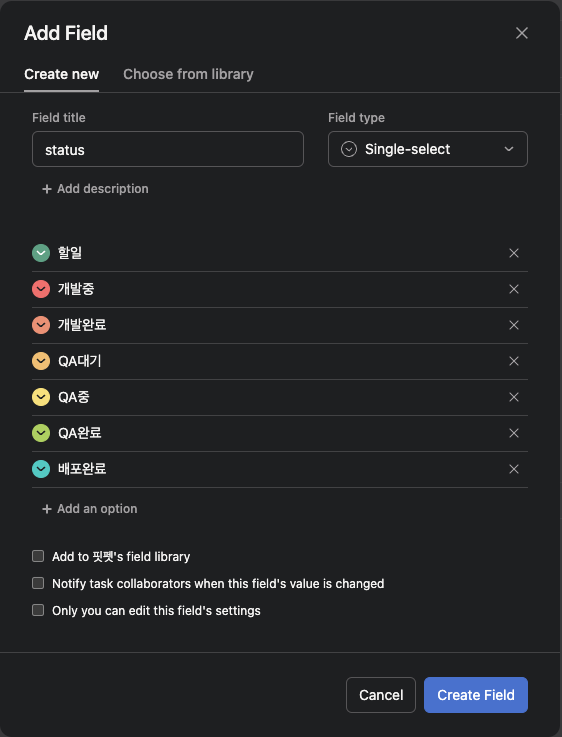 Add Field
Create new Choose from library
Field title Field type
status Single-select
+ Add description
할일
개발중
개발완료
QA대기
QA중
QA완료
배포완료
+ Add an option
Add to 핏펫's field library
Notify task collaborators when this field's value is changed
Only you can edit this field's settings
Cancel Create Field